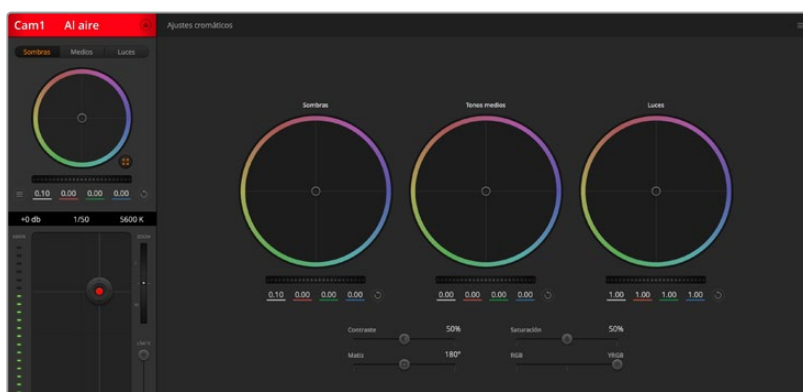 Cam1 Al aire Ajustes cromáticos
Sombras Medios Luces
Sombras Tonos medios Luces
0.10 0.00 0.00 0.00
+0 db 1/50 5600 K
0.10 0.00 0.00 0.00 0.00 0.00 0.00 0.00 1.00 1.00 1.00 1.00
Contraste 50% Saturación 50%
Matiz 180° RGB YRGB